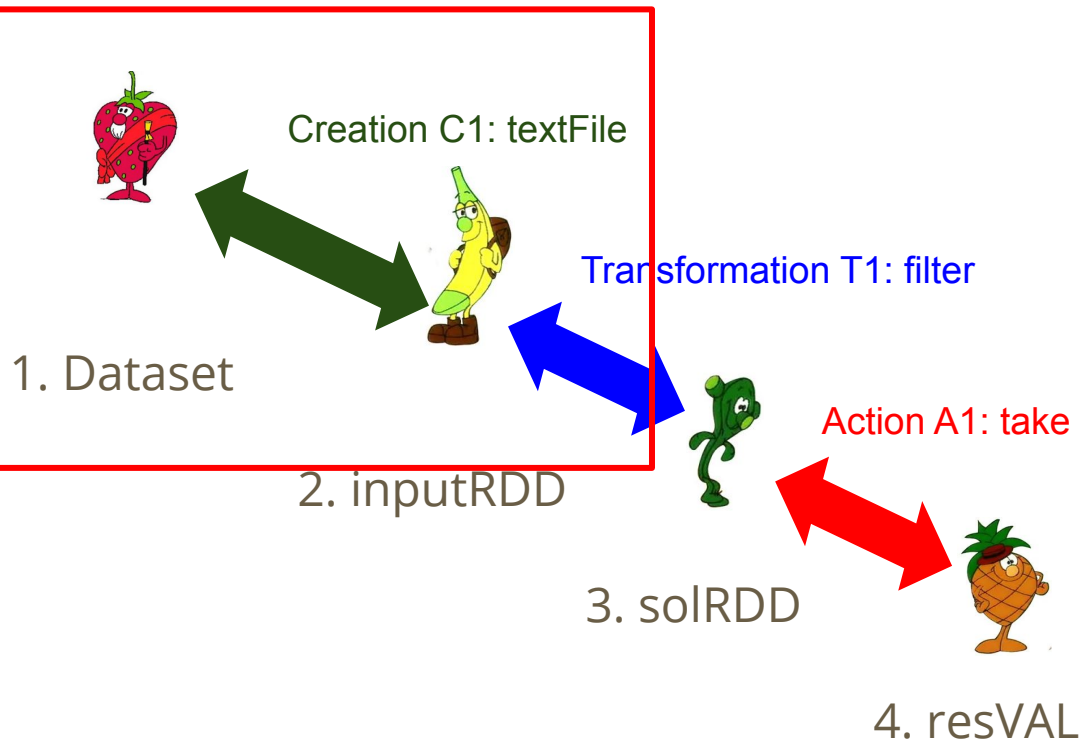 Creation C1: textFile
Transformation T1: filter
1. Dataset
Action A1: take
2. inputRDD
3. solRDD
4. resVAL